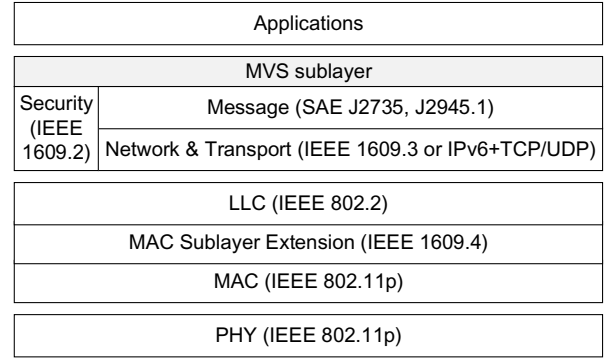 Applications
MVS sublayer
Security
(IEEE
1609.2)
Message (SAE J2735, J2945.1)
Network & Transport (IEEE 1609.3 or IPv6+TCP/UDP)
LLC (IEEE 802.2)
MAC Sublayer Extension (IEEE 1609.4)
MAC (IEEE 802.11p)
PHY (IEEE 802.11p)